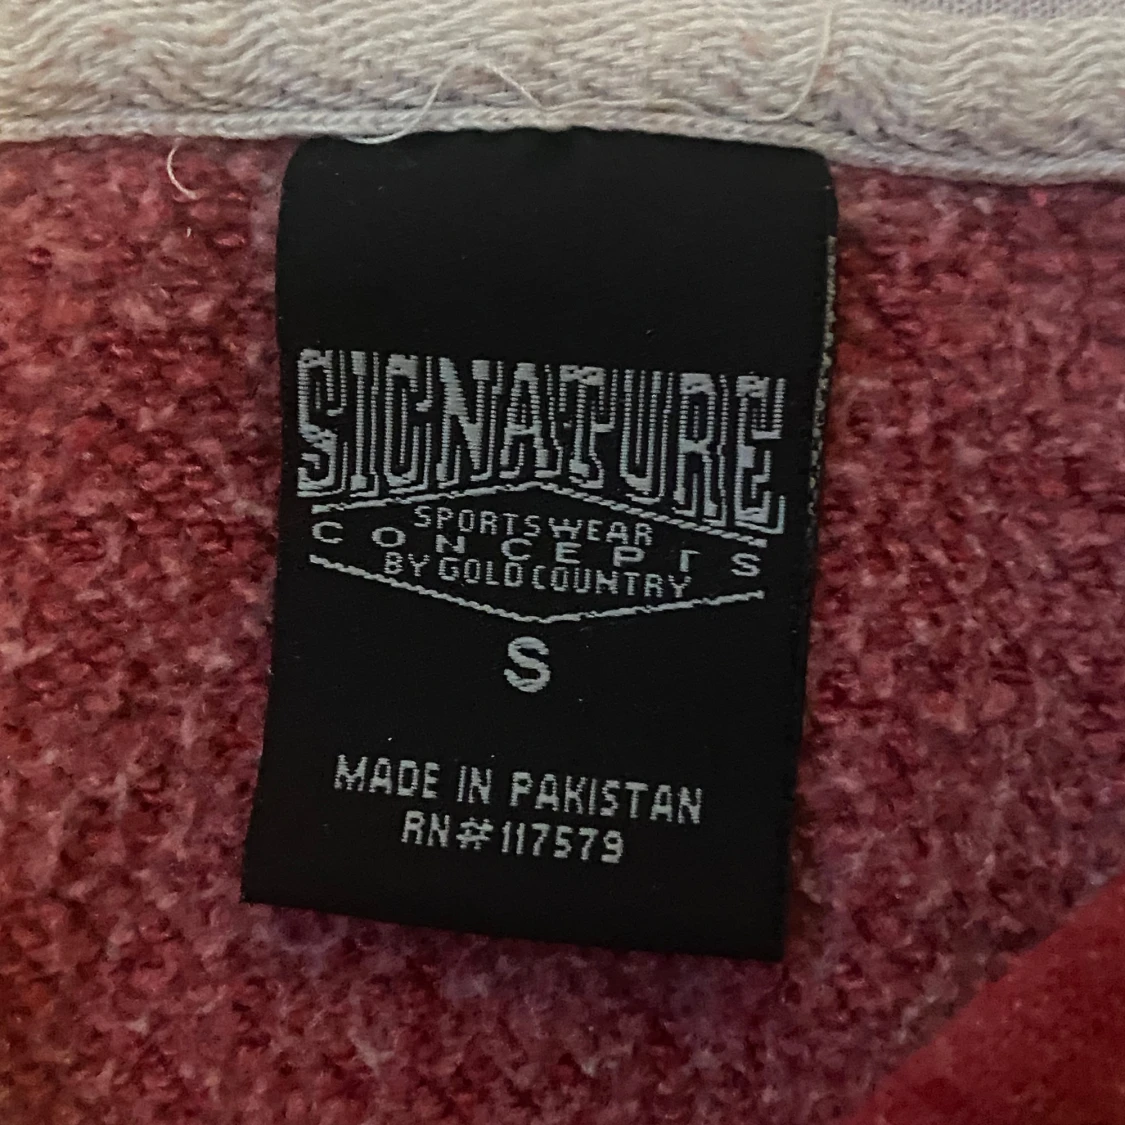 SIGNATURE
SPORTSWEAR
CONCEPTS
BY GOLD COUNTRY
S
MADE IN PAKISTAN
RN#117579